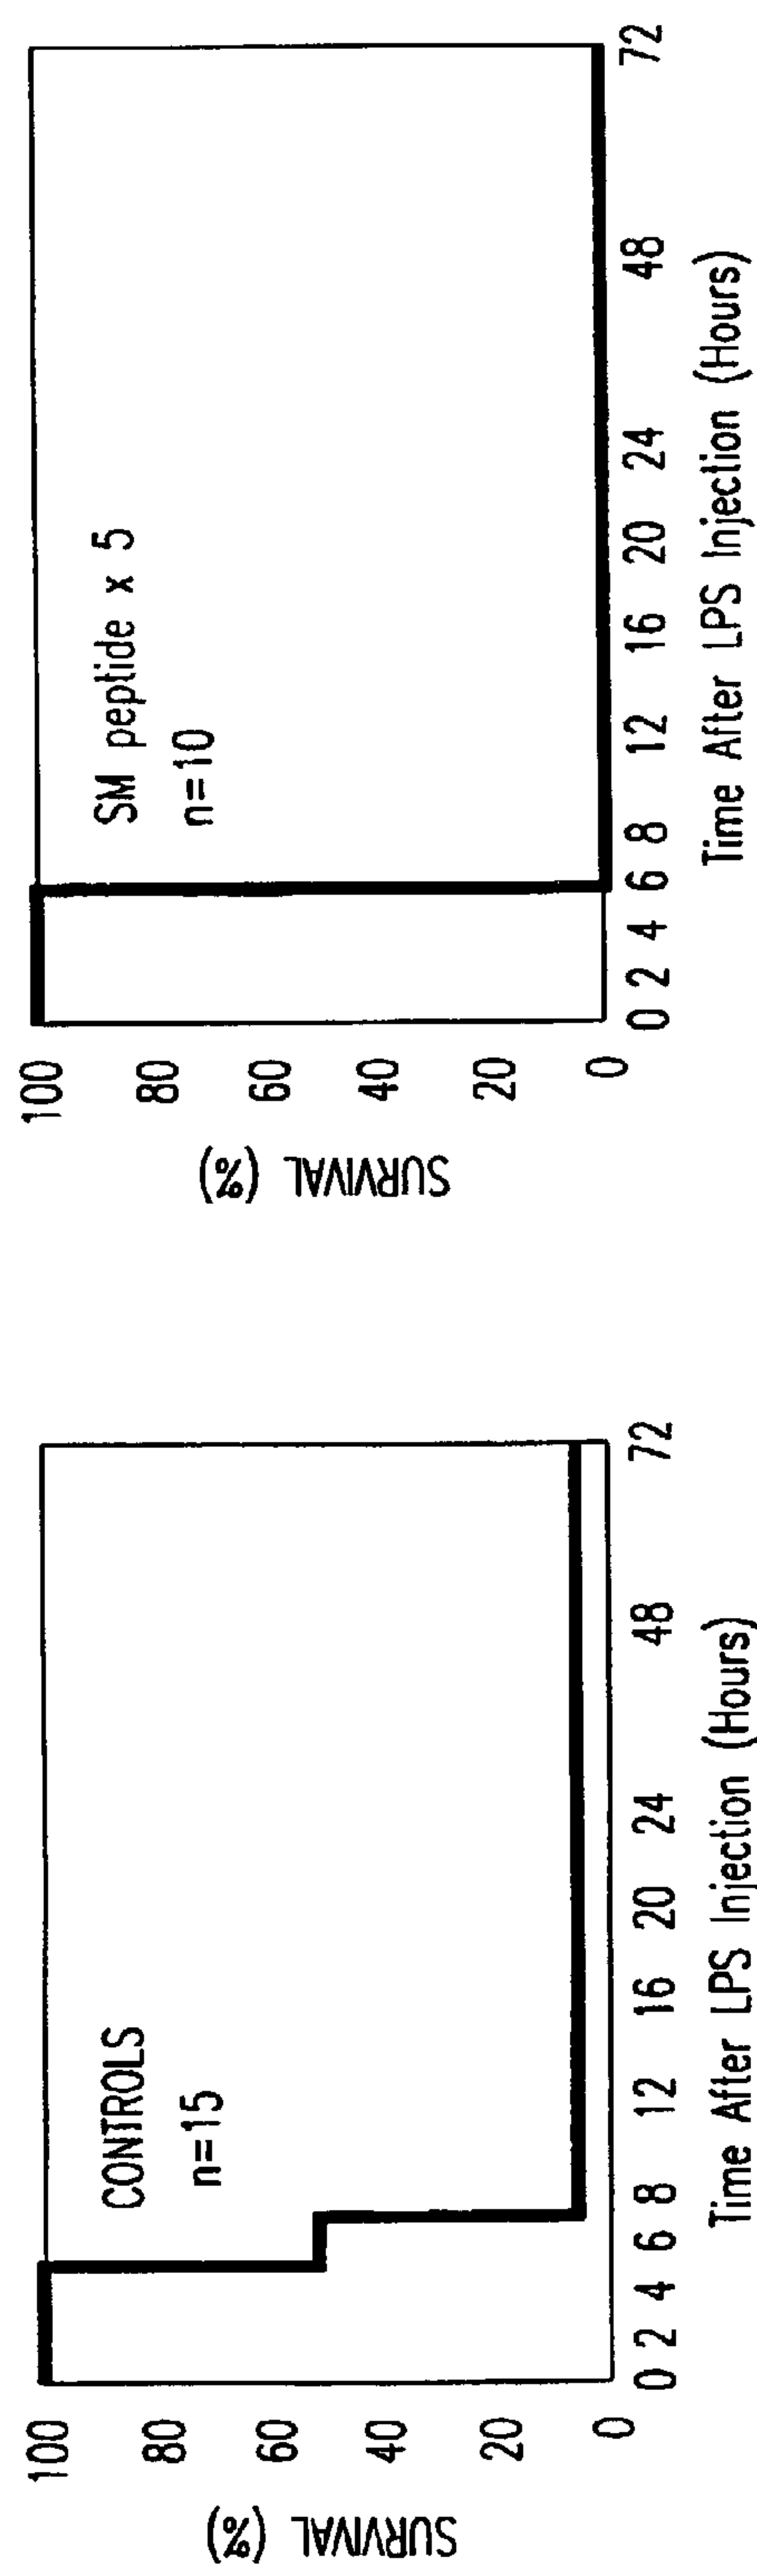 SURVIVAL (%)
100
80
60
40
20
0
CONTROLS
n=15
0 2 4 6 8 12 16 20 24 48 72
Time After LPS Injection (Hours)
SURVIVAL (%)
100
80
60
40
20
0
SM peptide x 5
n=10
0 2 4 6 8 12 16 20 24 48 72
Time After LPS Injection (Hours)